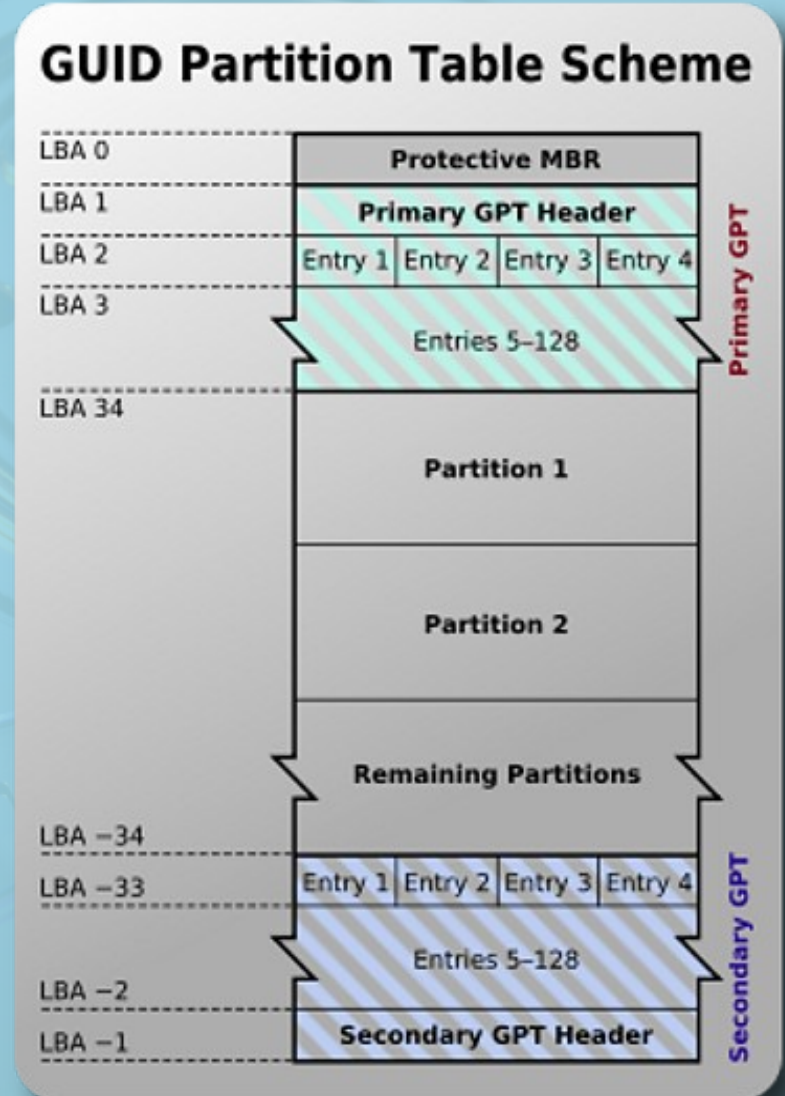 GUID Partition Table Scheme
LBA 0
Protective MBR
LBA 1
Primary GPT Header
LBA 2
Entry 1 Entry 2 Entry 3 Entry 4
LBA 3
Entries 5–128
Primary GPT
LBA 34
Partition 1
Partition 2
Remaining Partitions
LBA −34
LBA −33
Entry 1 Entry 2 Entry 3 Entry 4
Entries 5–128
LBA −2
LBA −1
Secondary GPT Header
Secondary GPT